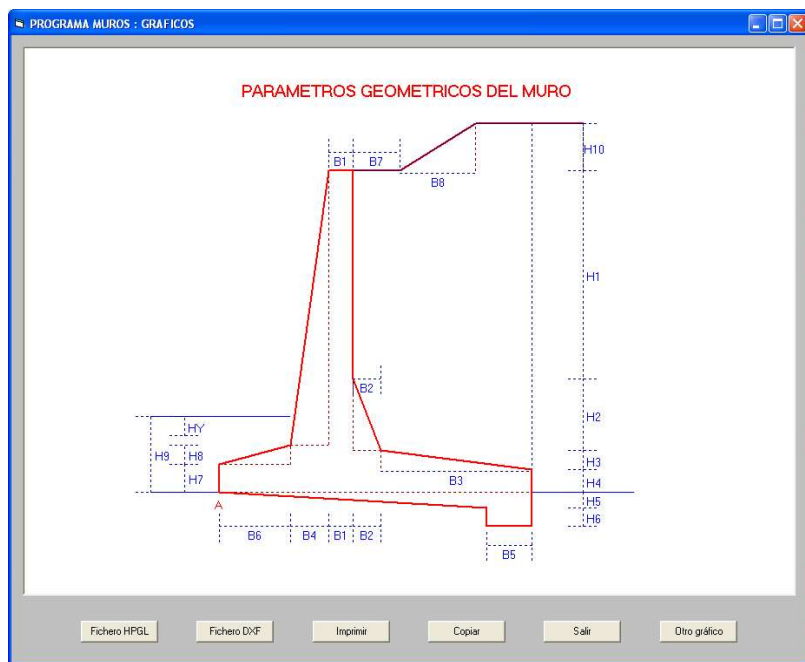 PROGRAMA MUROS : GRAFICOS
PARAMETROS GEOMETRICOS DEL MURO
H10
B1 B7
B8
H1
B2
H2
HY
H9 H8
H3
H7
B3
H4
H5
A
H6
B6 B4 B1 B2
B5
Fichero HPGL Fichero DXF Imprimir Copiar Salir Otro gráfico